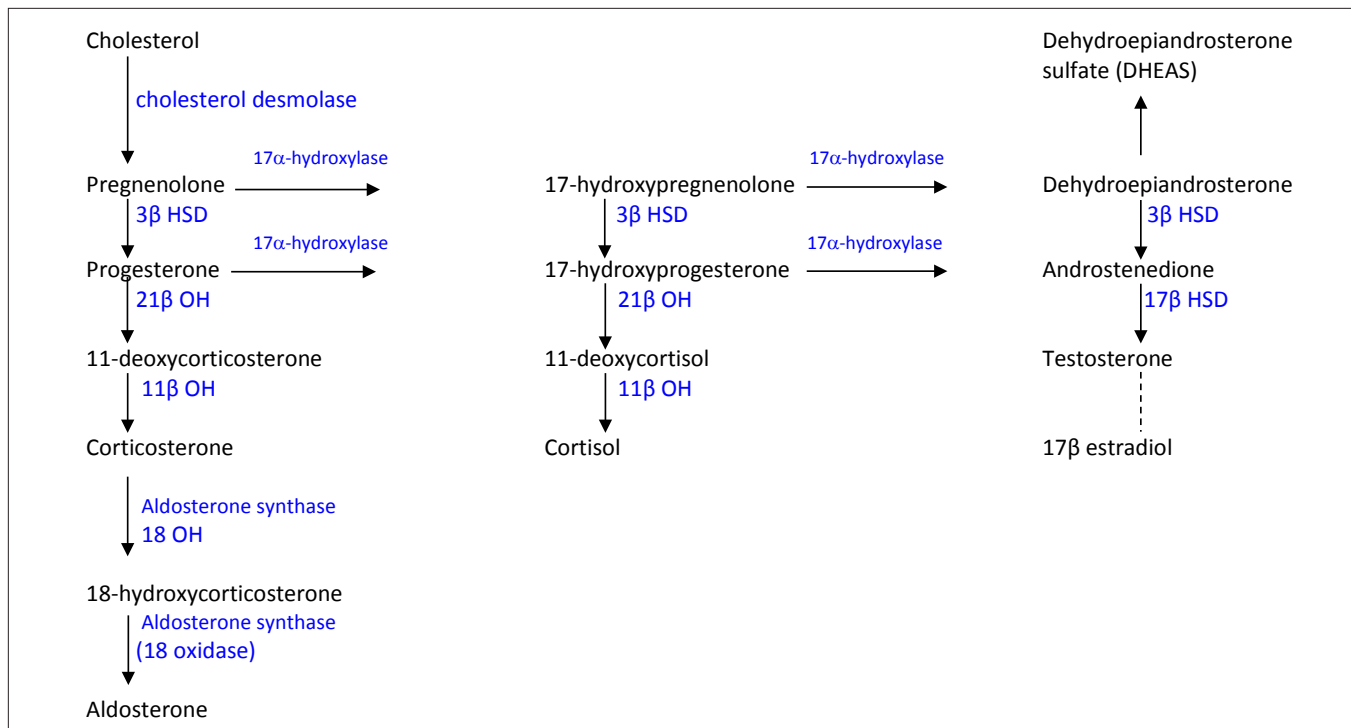 Cholesterol
cholesterol desmolase
17α-hydroxylase
Pregnenolone
3β HSD
17α-hydroxylase
Progesterone
21β OH
11-deoxycorticosterone
11β OH
Corticosterone
Aldosterone synthase
18 OH
18-hydroxycorticosterone
Aldosterone synthase
(18 oxidase)
Aldosterone
17α-hydroxylase
17-hydroxypregnenolone
3β HSD
17α-hydroxylase
17-hydroxyprogesterone
21β OH
11-deoxycortisol
11β OH
Cortisol
Dehydroepiandrosterone
sulfate (DHEAS)
Dehydroepiandrosterone
3β HSD
Androstenedione
17β HSD
Testosterone
17β estradiol